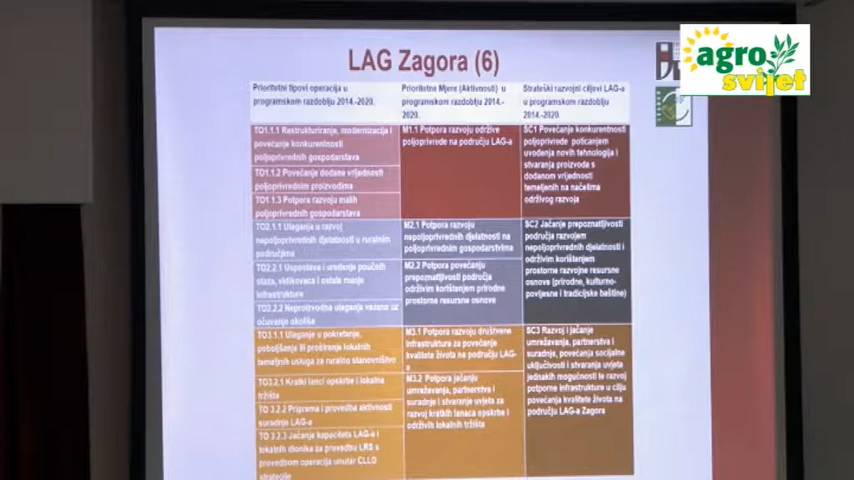 LAG Zagora (6)
agro
svijet
Prioritetni tipovi operacija u
programskom razdoblju 2014.-2020.
Prioritetne Mjere (Aktivnosti) u
programskom razdoblju 2014.-
2020.
Strateški razvojni ciljevi LAG-a
u programskom razdoblju
2014.-2020.
TO1.1.1 Restrukturiranje, modernizacija i
povećanje konkurentnosti
poljoprivrednih gospodarstava
TO1.1.2 Povećanje dodane vrijednosti
poljoprivrednim proizvodima
TO1.1.3 Potpora razvoju malih
poljoprivrednih gospodarstava
M1.1 Potpora razvoju održive
poljoprivrede na području LAG-a
SC1 Povećanje konkurentnosti
poljoprivrede poticanjem
uvođenja novih tehnologija i
stvaranja proizvoda s
dodanom vrijednosti
temeljenih na načelima
održivog razvoja
TO2.1.1 Ulaganja u razvoj
nepoljoprivrednih djelatnosti u ruralnim
područjima
TO2.2.1 Uspostava i uređenje poučnih
staza, vidikovaca i ostale manje
infrastrukture
TO2.2.2 Neproizvodna ulaganja vezana uz
očuvanje okoliša
M2.1 Potpora razvoju
nepoljoprivrednih djelatnosti na
poljoprivrednim gospodarstvima
M2.2 Potpora povećanju
prepoznatljivosti područja
održivim korištenjem prirodne
prostorne resursne osnove
SC2 Jačanje prepoznatljivosti
područja razvojem
nepoljoprivrednih djelatnosti i
održivim korištenjem
prostorne razvojne resursne
osnove (prirodne, kulturno-
povijesne i tradicijske baštine)
TO3.1.1 Ulaganje u pokretanje,
poboljšanje ili proširenje lokalnih
temeljnih usluga za ruralno stanovništvo
TO3.2.1 Kratki lanci opskrbe i lokalna
tržišta
TO 3.2.2 Priprema i provedba aktivnosti
suradnje LAG-a
TO 3.2.3 Jačanje kapaciteta LAG-a i
lokalnih dionika za provedbu LRS s
provedbom operacija unutar CLLD
strategije
M3.1 Potpora razvoju društvene
infrastrukture za povećanje
kvalitete života na području LAG-
a
M3.2 Potpora jačanju
umrežavanja, partnerstva i
suradnje i stvaranje uvjeta za
razvoj kratkih lanaca opskrbe i
održivih lokalnih tržišta
SC3 Razvoj i jačanje
umrežavanja, partnerstva i
suradnje, povećanja socijalne
uključivosti i stvaranja uvjeta
jednakih mogućnosti te razvoj
potporne infrastrukture u cilju
povećanja kvalitete života na
području LAG-a Zagora